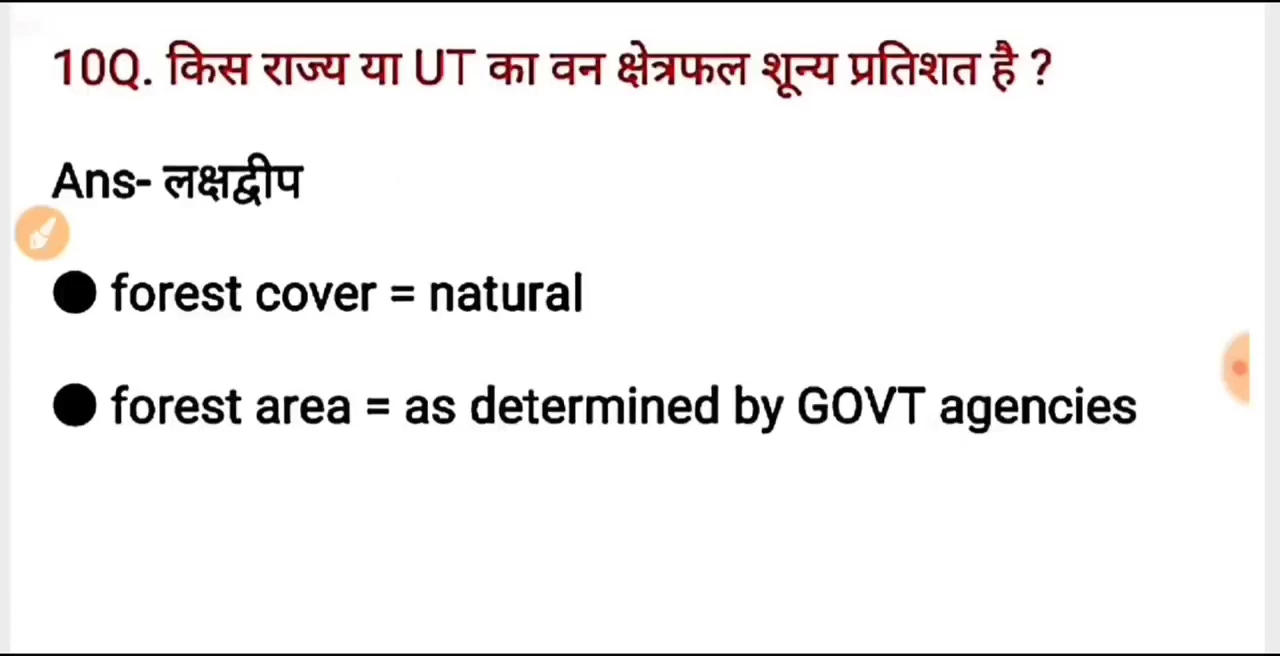 10Q. किस राज्य या UT का वन क्षेत्रफल शून्य प्रतिशत है ?
Ans- लक्षद्वीप
● forest cover = natural
● forest area = as determined by GOVT agencies